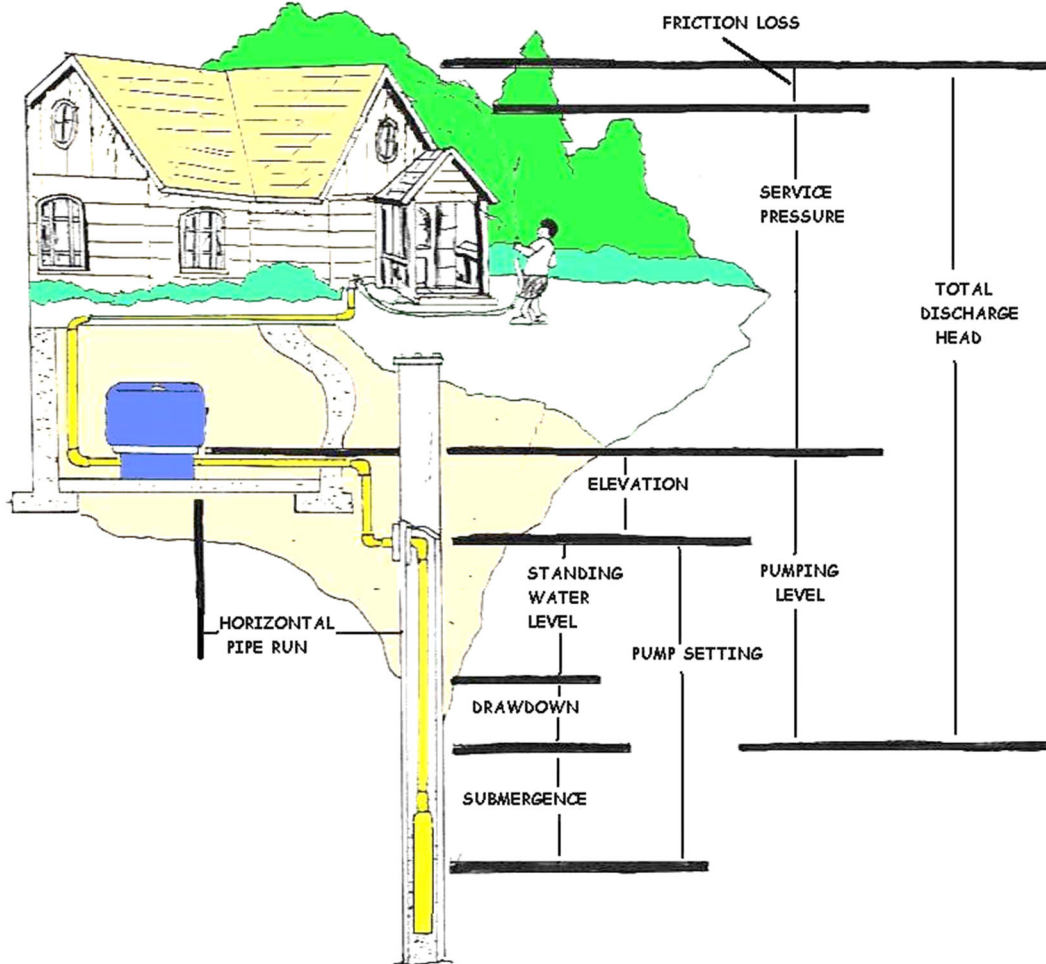 FRICTION LOSS
SERVICE
PRESSURE
TOTAL
DISCHARGE
HEAD
ELEVATION
STANDING
WATER
LEVEL
PUMPING
LEVEL
HORIZONTAL
PIPE RUN
PUMP SETTING
DRAWDOWN
SUBMERGENCE